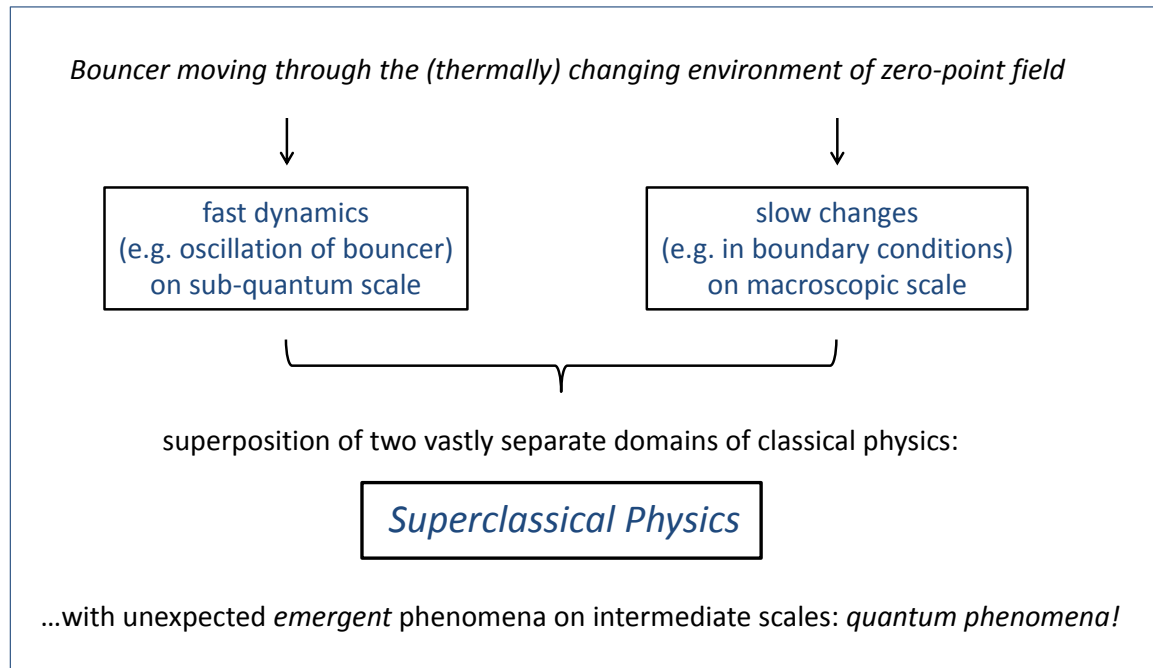 Bouncer moving through the (thermally) changing environment of zero-point field
fast dynamics
(e.g. oscillation of bouncer)
on sub-quantum scale
slow changes
(e.g. in boundary conditions)
on macroscopic scale
superposition of two vastly separate domains of classical physics:
Superclassical Physics
…with unexpected emergent phenomena on intermediate scales: quantum phenomena!